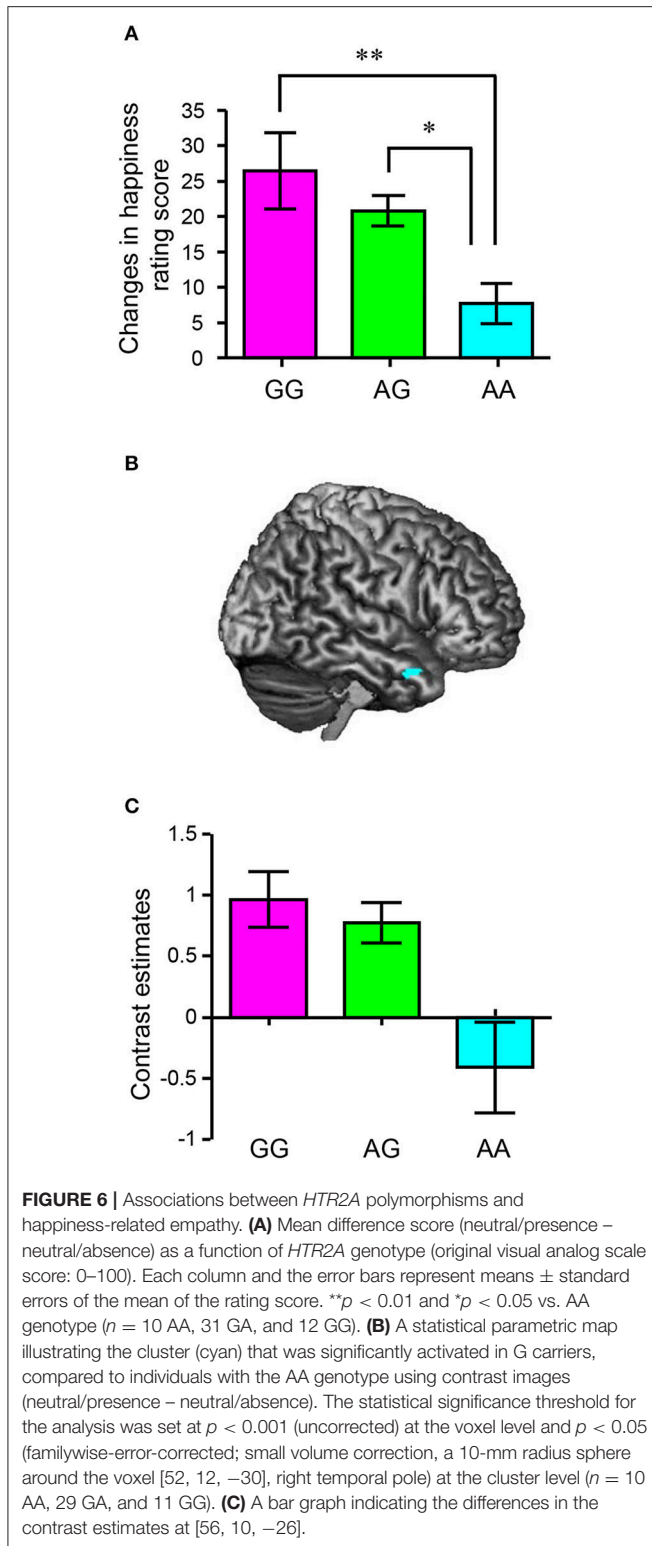 A
**
*
35
30
25
20
15
10
5
0
Changes in happiness
rating score
GG AG AA
B
C
1.5
1
0.5
0
-0.5
-1
Contrast estimates
GG AG AA
FIGURE 6 | Associations between HTR2A polymorphisms and
happiness-related empathy. (A) Mean difference score (neutral/presence –
neutral/absence) as a function of HTR2A genotype (original visual analog scale
score: 0–100). Each column and the error bars represent means ± standard
errors of the mean of the rating score. **p < 0.01 and *p < 0.05 vs. AA
genotype (n = 10 AA, 31 GA, and 12 GG). (B) A statistical parametric map
illustrating the cluster (cyan) that was significantly activated in G carriers,
compared to individuals with the AA genotype using contrast images
(neutral/presence – neutral/absence). The statistical significance threshold for
the analysis was set at p < 0.001 (uncorrected) at the voxel level and p < 0.05
(familywise-error-corrected; small volume correction, a 10-mm radius sphere
around the voxel [52, 12, −30], right temporal pole) at the cluster level (n = 10
AA, 29 GA, and 11 GG). (C) A bar graph indicating the differences in the
contrast estimates at [56, 10, −26].